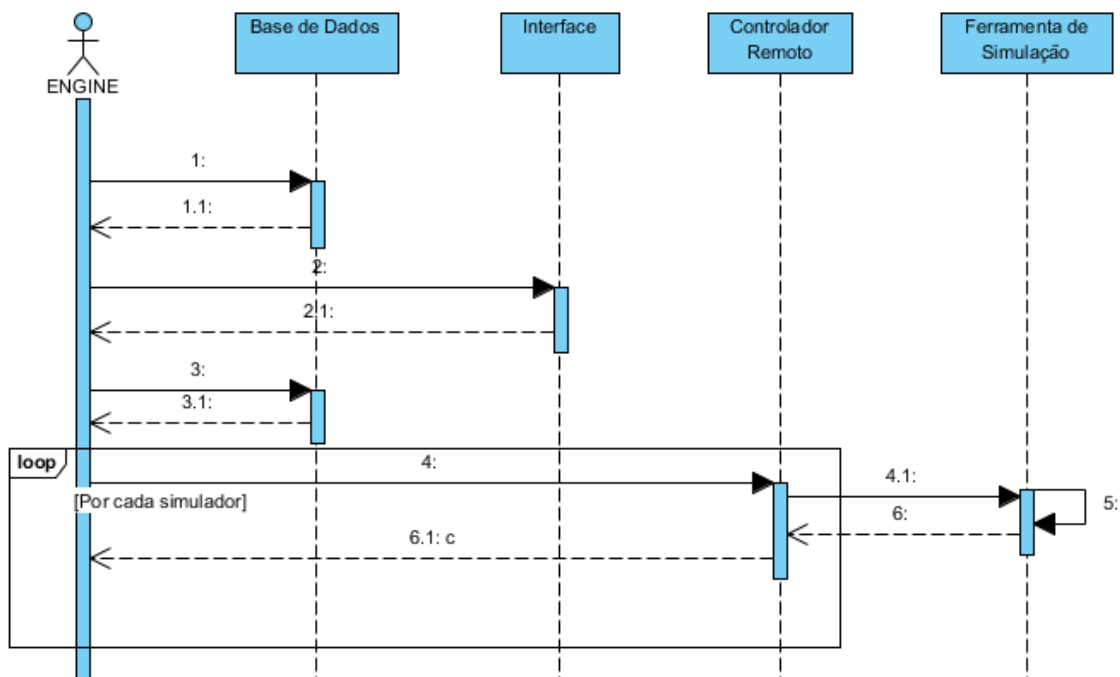 Base de Dados
Interface
Controlador
Remoto
Ferramenta de
Simulação
ENGINE
1:
1.1:
2:
2.1:
3:
3.1:
loop
4:
[Por cada simulador]
4.1:
5:
6:
6.1: c